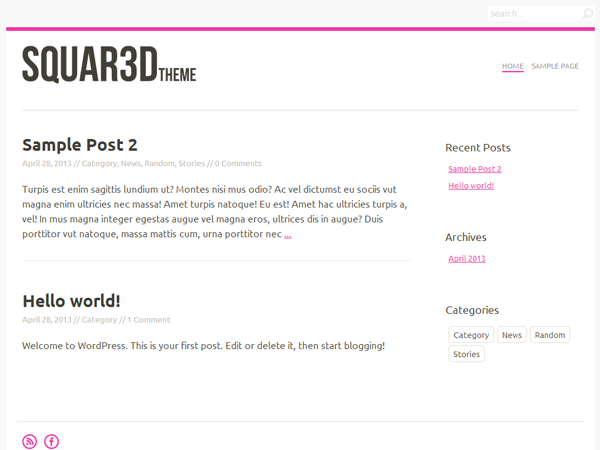 search...
SQUAR3D THEME
HOME SAMPLE PAGE
Sample Post 2
April 28, 2013 // Category, News, Random, Stories // 0 Comments
Turpis est enim sagittis lundium ut? Montes nisi mus odio? Ac vel dictumst eu sociis vut
magna enim ultricies nec massa! Amet turpis natoque! Eu est! Amet hac ultricies turpis a,
vel! In mus magna integer egestas augue vel magna eros, ultrices dis in augue? Duis
porttitor vut natoque, massa mattis cum, urna porttitor nec ...
Hello world!
April 28, 2013 // Category // 1 Comment
Welcome to WordPress. This is your first post. Edit or delete it, then start blogging!
Recent Posts
Sample Post 2
Hello world!
Archives
April 2013
Categories
Category News Random
Stories